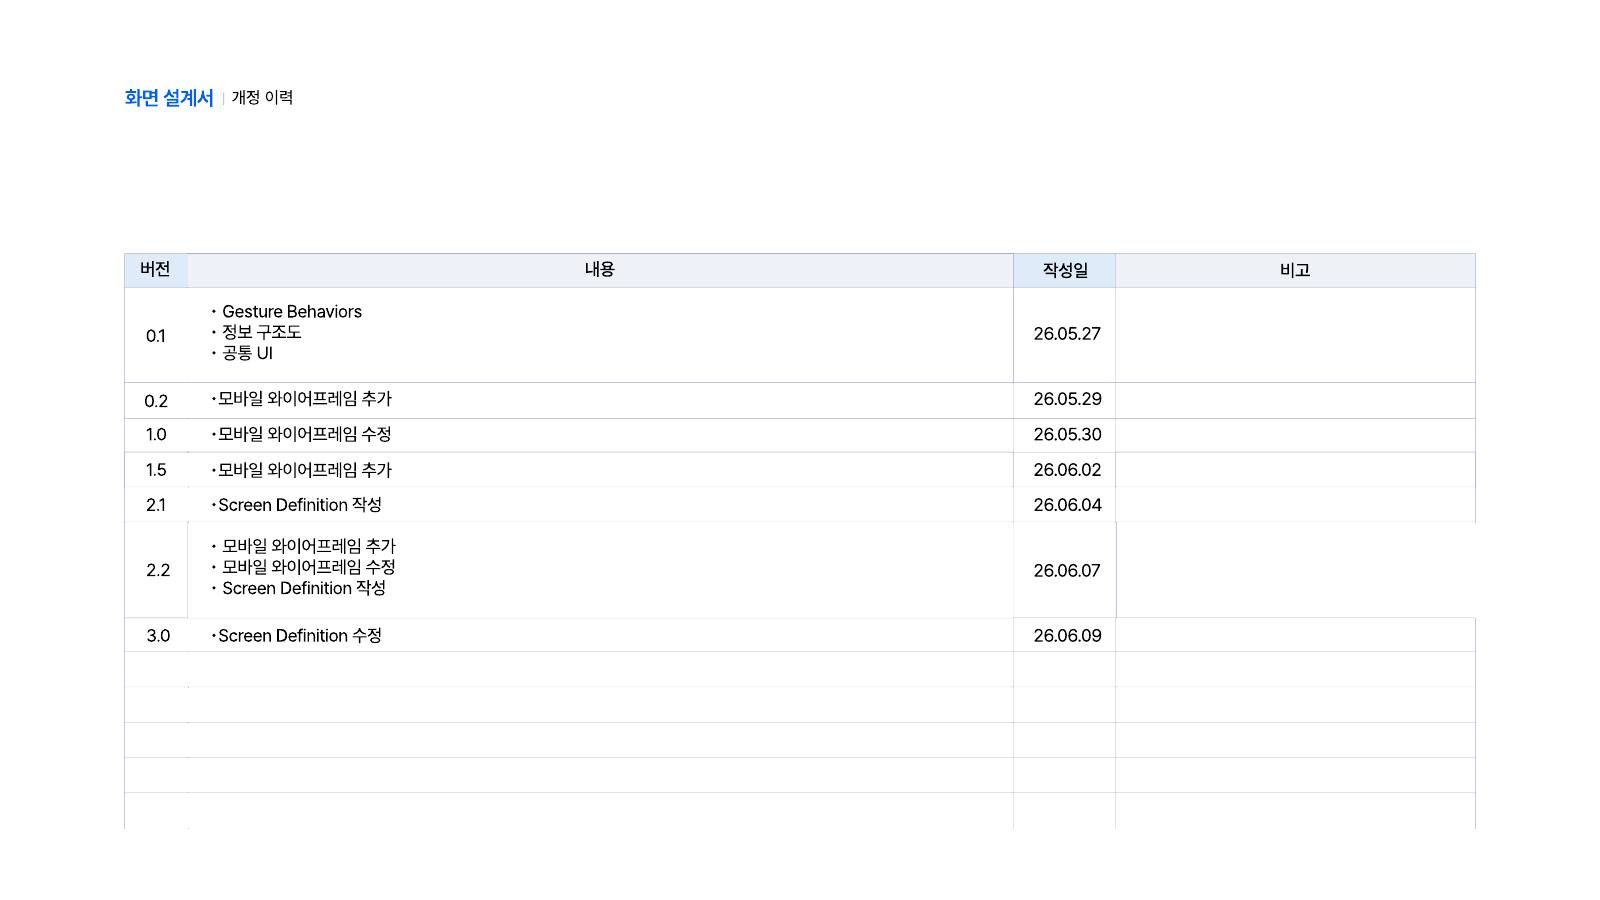 화면 설계서 | 개정 이력
버전 내용 작성일 비고
0.1
· Gesture Behaviors
· 정보 구조도
· 공통 UI
26.05.27
0.2 ·모바일 와이어프레임 추가 26.05.29
1.0 ·모바일 와이어프레임 수정 26.05.30
1.5 ·모바일 와이어프레임 추가 26.06.02
2.1 ·Screen Definition 작성 26.06.04
2.2
· 모바일 와이어프레임 추가
· 모바일 와이어프레임 수정
· Screen Definition 작성
26.06.07
3.0 ·Screen Definition 수정 26.06.09